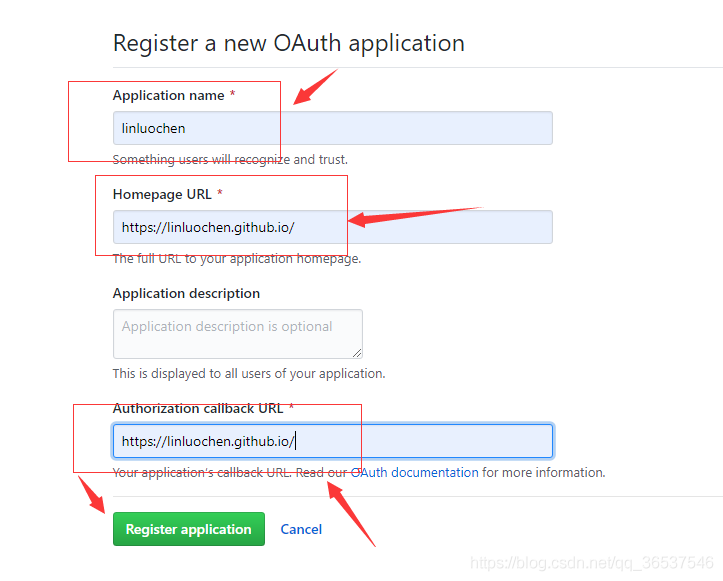 Register a new OAuth application
Application name *
linluochen
Something users will recognize and trust.
Homepage URL *
https://linluochen.github.io/
The full URL to your application homepage.
Application description
Application description is optional
This is displayed to all users of your application.
Authorization callback URL *
https://linluochen.github.io/
Your application's callback URL. Read our OAuth documentation for more information.
Register application Cancel
https://blog.csdn.net/qq_36537546